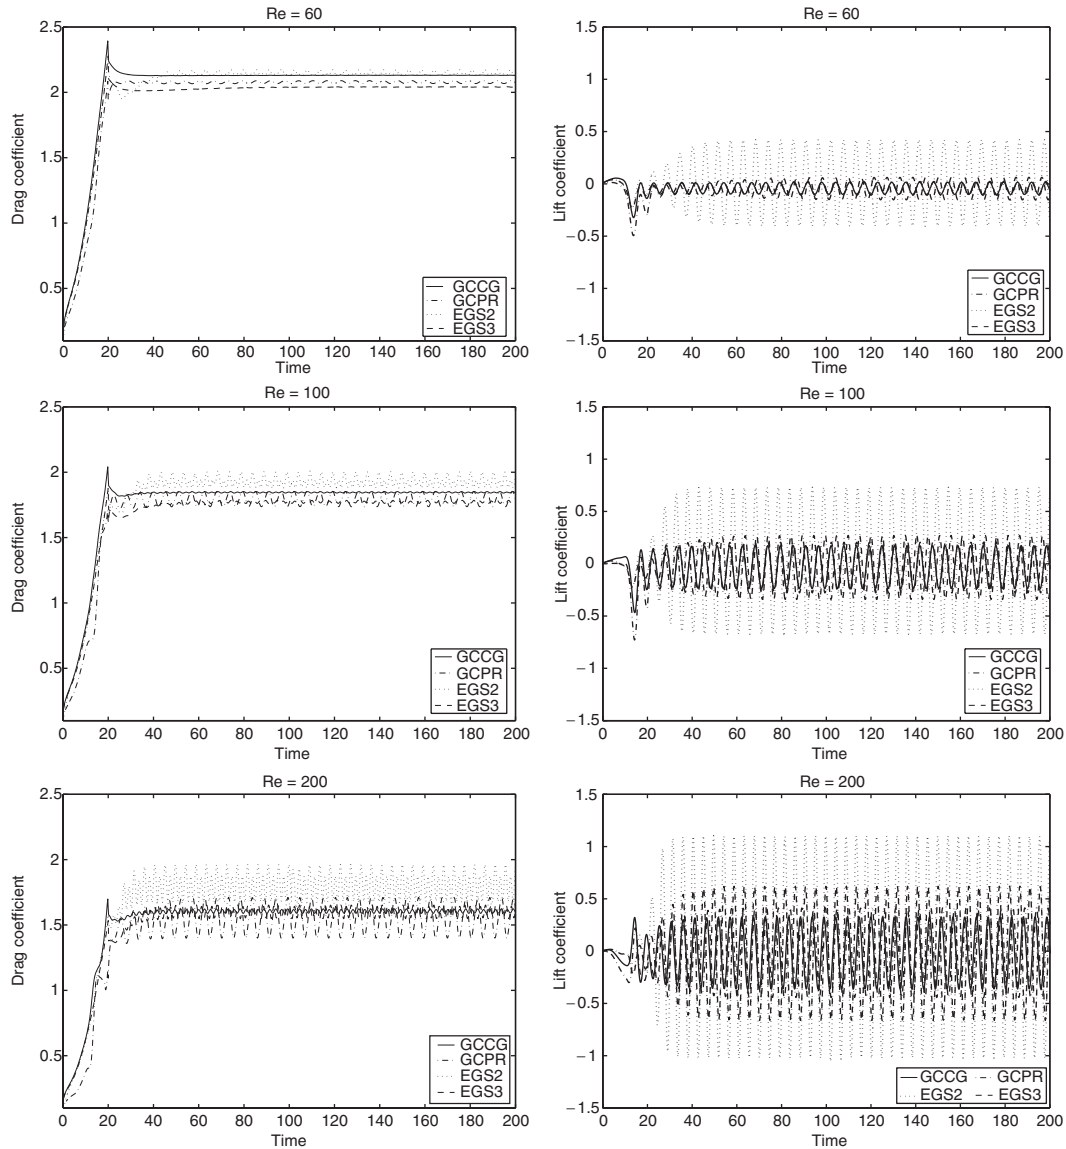 Re = 60
2.5
2
1.5
1
0.5
Drag coefficient
GCCG
GCPR
EGS2
EGS3
0 20 40 60 80 100 120 140 160 180 200
Time
Re = 60
1
0.5
0
−0.5
−1
−1.5
Lift coefficient
GCCG
GCPR
EGS2
EGS3
0 20 40 60 80 100 120 140 160 180 200
Time
Re = 100
2.5
2
1.5
1
0.5
Drag coefficient
GCCG
GCPR
EGS2
EGS3
0 20 40 60 80 100 120 140 160 180 200
Time
Re = 100
1.5
1
0.5
0
−0.5
−1
−1.5
Lift coefficient
GCCG
GCPR
EGS2
EGS3
0 20 40 60 80 100 120 140 160 180 200
Time
Re = 200
2.5
2
1.5
1
0.5
Drag coefficient
GCCG
GCPR
EGS2
EGS3
0 20 40 60 80 100 120 140 160 180 200
Time
Re = 200
1.5
1
0.5
0
−0.5
−1
−1.5
Lift coefficient
GCCG GCPR
EGS2 EGS3
0 20 40 60 80 100 120 140 160 180 200
Time